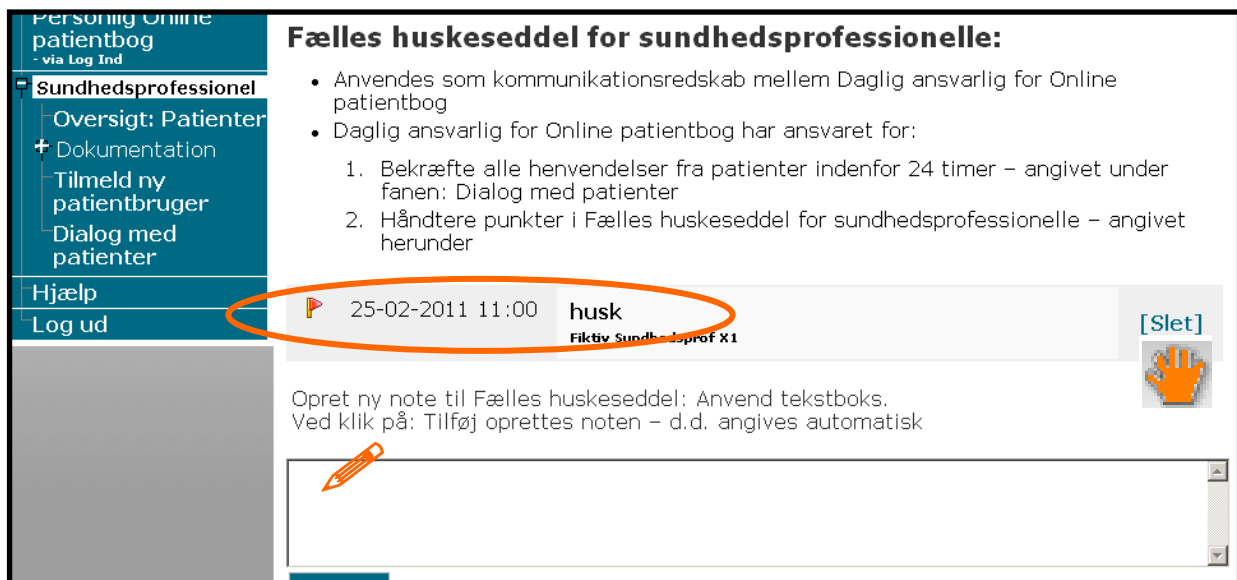 Personlig Online
patientbog
- via Log Ind
Sundhedsprofessionel
Oversigt: Patienter
Dokumentation
Tilmeld ny
patientbruger
Dialog med
patienter
Hjælp
Log ud
Fælles huskeseddel for sundhedsprofessionelle:
• Anvendes som kommunikationsredskab mellem Daglig ansvarlig for Online
patientbog
• Daglig ansvarlig for Online patientbog har ansvaret for:
1. Bekræfte alle henvendelser fra patienter indenfor 24 timer – angivet under
fanen: Dialog med patienter
2. Håndtere punkter i Fælles huskeseddel for sundhedsprofessionelle – angivet
herunder
25-02-2011 11:00 husk [Slet]
Fiktiv Sundhedsprof X1
Opret ny note til Fælles huskeseddel: Anvend tekstboks.
Ved klik på: Tilføj oprettes noten – d.d. angives automatisk